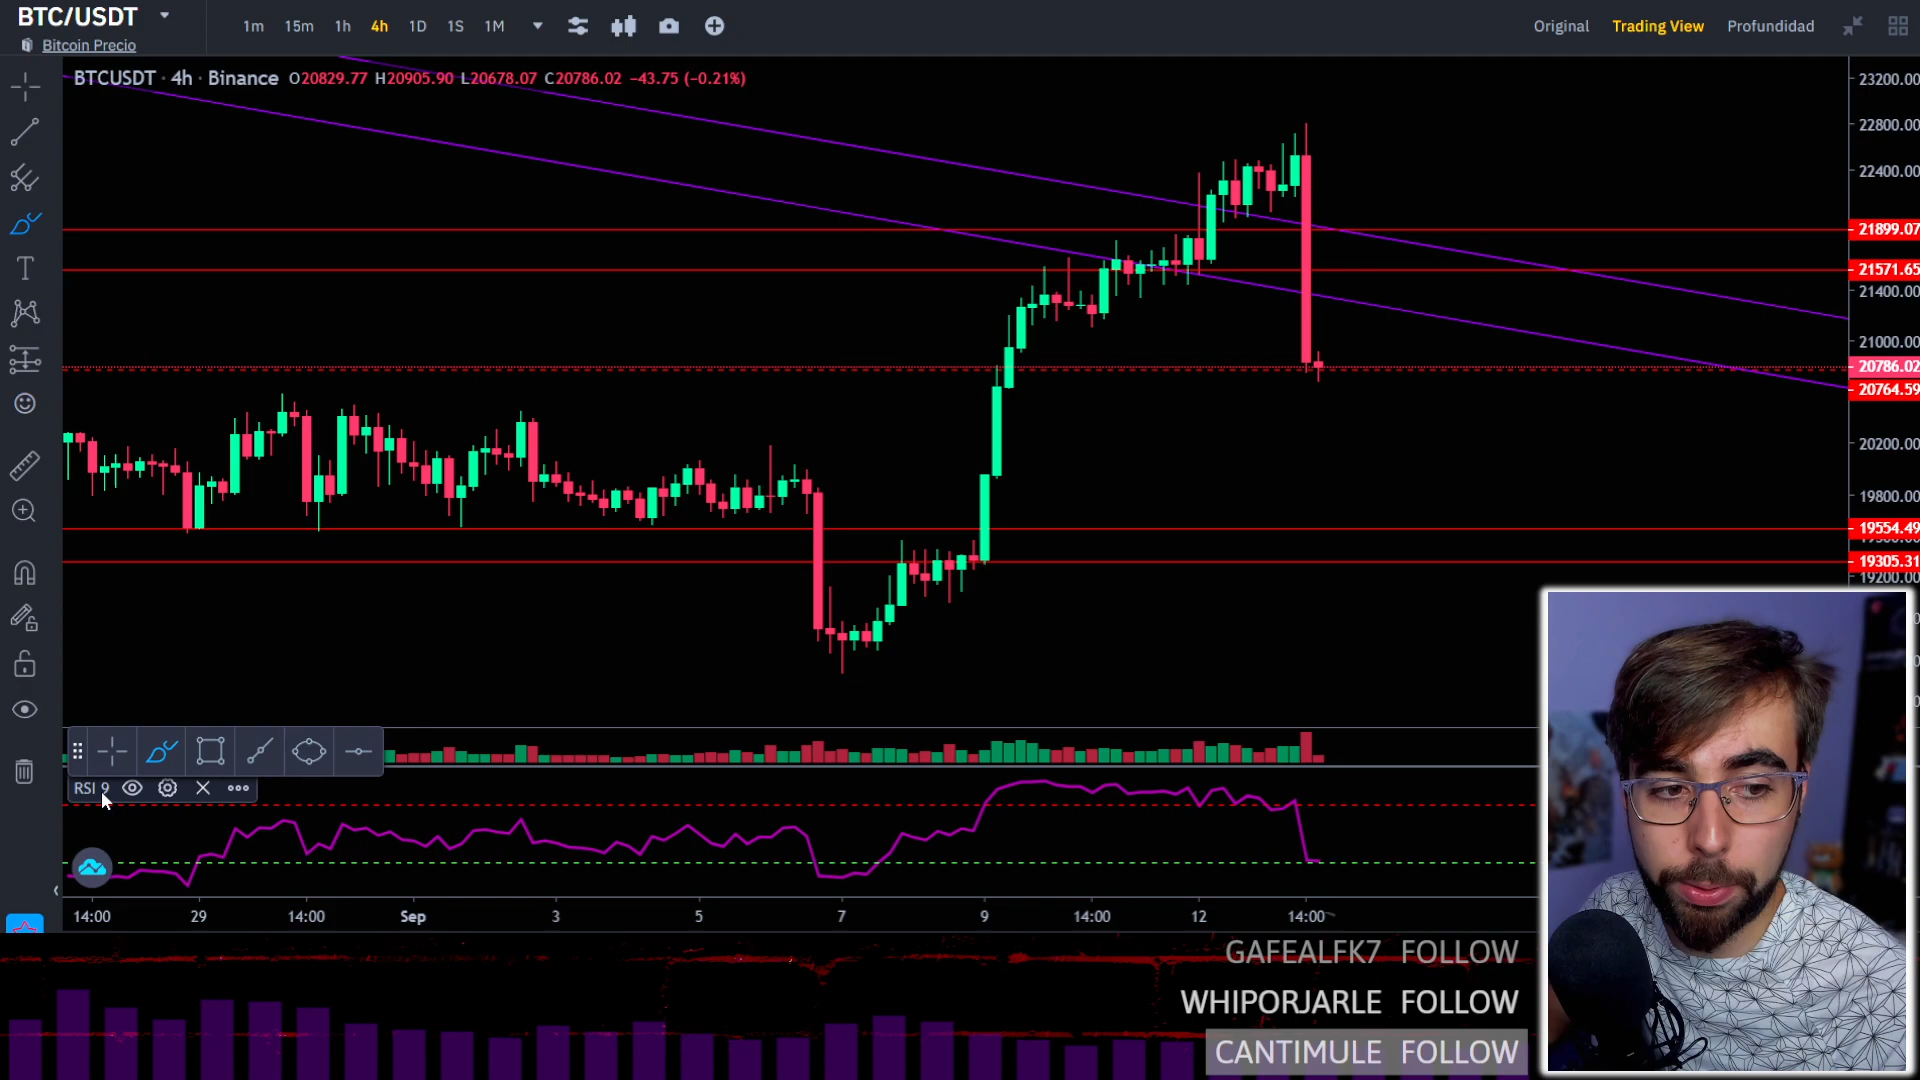 BTC/USDT
Bitcoin Precio
1m 15m 1h 4h 1D 1S 1M
Original Trading View Profundidad
BTCUSDT · 4h · Binance O20829.77 H20905.90 L20678.07 C20786.02 −43.75 (−0.21%)
23200.00
22800.00
22400.00
21899.07
21571.65
21400.00
21000.00
20786.02
20764.59
20200.00
19800.00
19554.49
19305.31
19200.00
RSI 9
14:00 29 14:00 Sep 3 5 7 9 14:00 12 14:00
GAFEALFK7 FOLLOW
WHIPORJARLE FOLLOW
CANTIMULE FOLLOW